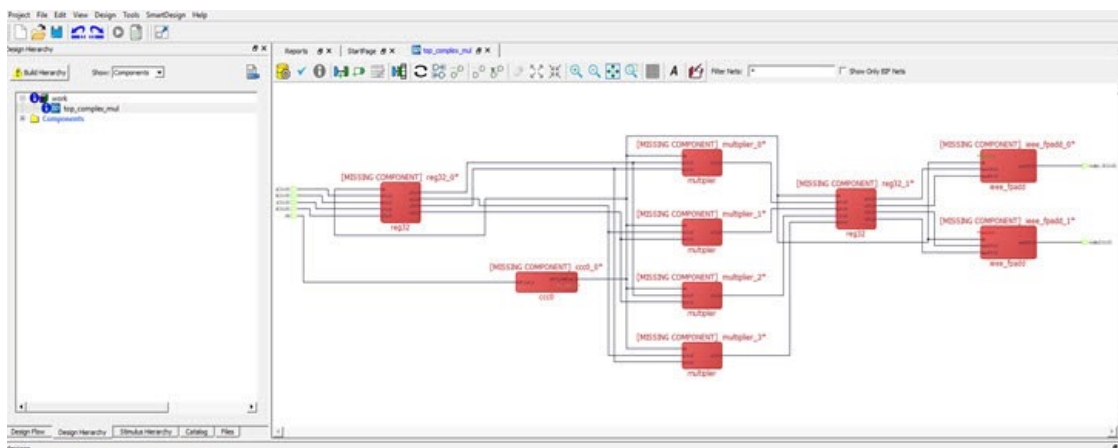 Project File Edit View Design Tools SmartDesign Help
Design Hierarchy
Reports StartPage top_complex_mul
Build Hierarchy Show: Components
Filter Nets: * Show Only BIF Nets
work
top_complex_mul
Components
[MISSING COMPONENT] multiplier_0*
multiplier
[MISSING COMPONENT] ieee_fpadd_0*
ieee_fpadd
[MISSING COMPONENT] reg32_0*
reg32
[MISSING COMPONENT] reg32_1*
reg32
[MISSING COMPONENT] multiplier_1*
multiplier
[MISSING COMPONENT] ieee_fpadd_1*
ieee_fpadd
[MISSING COMPONENT] ccc0_0*
ccc0
[MISSING COMPONENT] multiplier_2*
multiplier
[MISSING COMPONENT] multiplier_3*
multiplier
Design Flow Design Hierarchy Stimulus Hierarchy Catalog Files